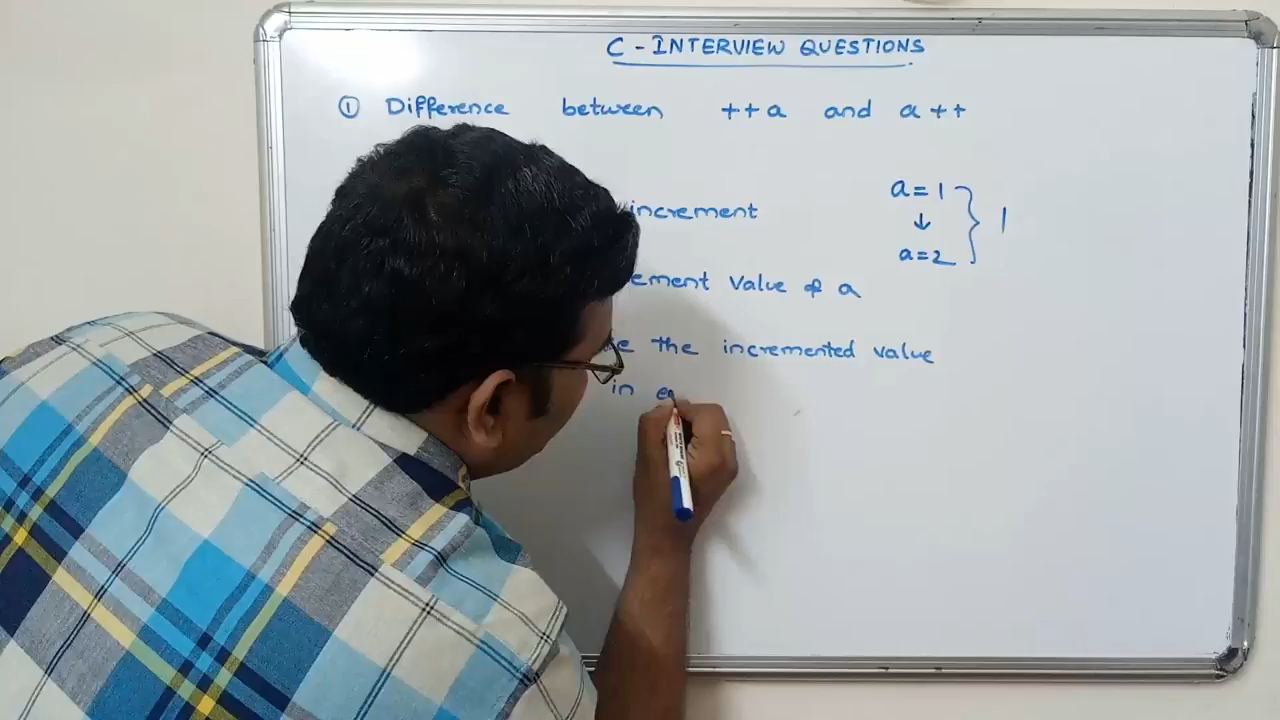 C - INTERVIEW QUESTIONS
① Difference between ++a and a++
increment
a = 1
↓
a = 2
} 1
ement value of a
e the incremented value
in